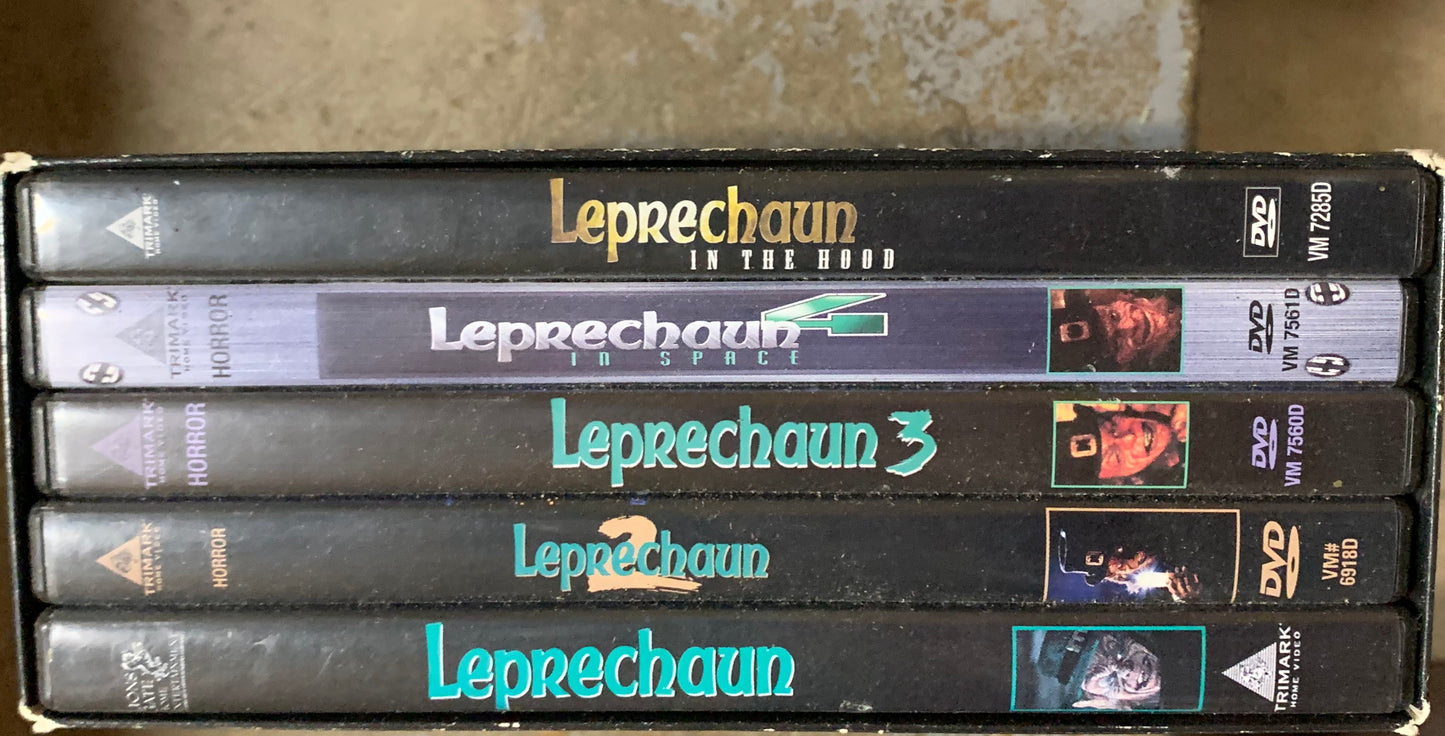 TRIMARK
HOME VIDEO
Leprechaun
IN THE HOOD
DVD
VM 7285D
TRIMARK
HOME VIDEO
HORROR
Leprechaun 4
IN SPACE
DVD
VM 7561D
TRIMARK
HOME VIDEO
HORROR
Leprechaun 3
DVD
VM 7560D
TRIMARK
HOME VIDEO
HORROR
Leprechaun 2
DVD
VM#
6918D
Leprechaun
TRIMARK
HOME VIDEO